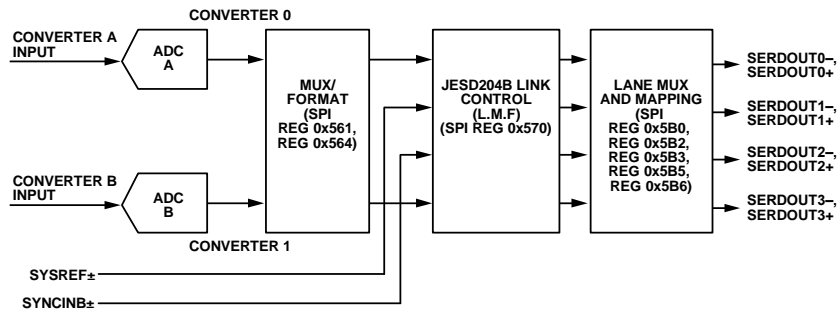 CONVERTER 0
CONVERTER A
INPUT
ADC
A
MUX/
FORMAT
(SPI
REG 0x561,
REG 0x564)
JESD204B LINK
CONTROL
(L.M.F)
(SPI REG 0x570)
LANE MUX
AND MAPPING
(SPI
REG 0x5B0,
REG 0x5B2,
REG 0x5B3,
REG 0x5B5,
REG 0x5B6)
SERDOUT0–,
SERDOUT0+
SERDOUT1–,
SERDOUT1+
SERDOUT2–,
SERDOUT2+
SERDOUT3–,
SERDOUT3+
CONVERTER B
INPUT
ADC
B
CONVERTER 1
SYSREF±
SYNCINB±